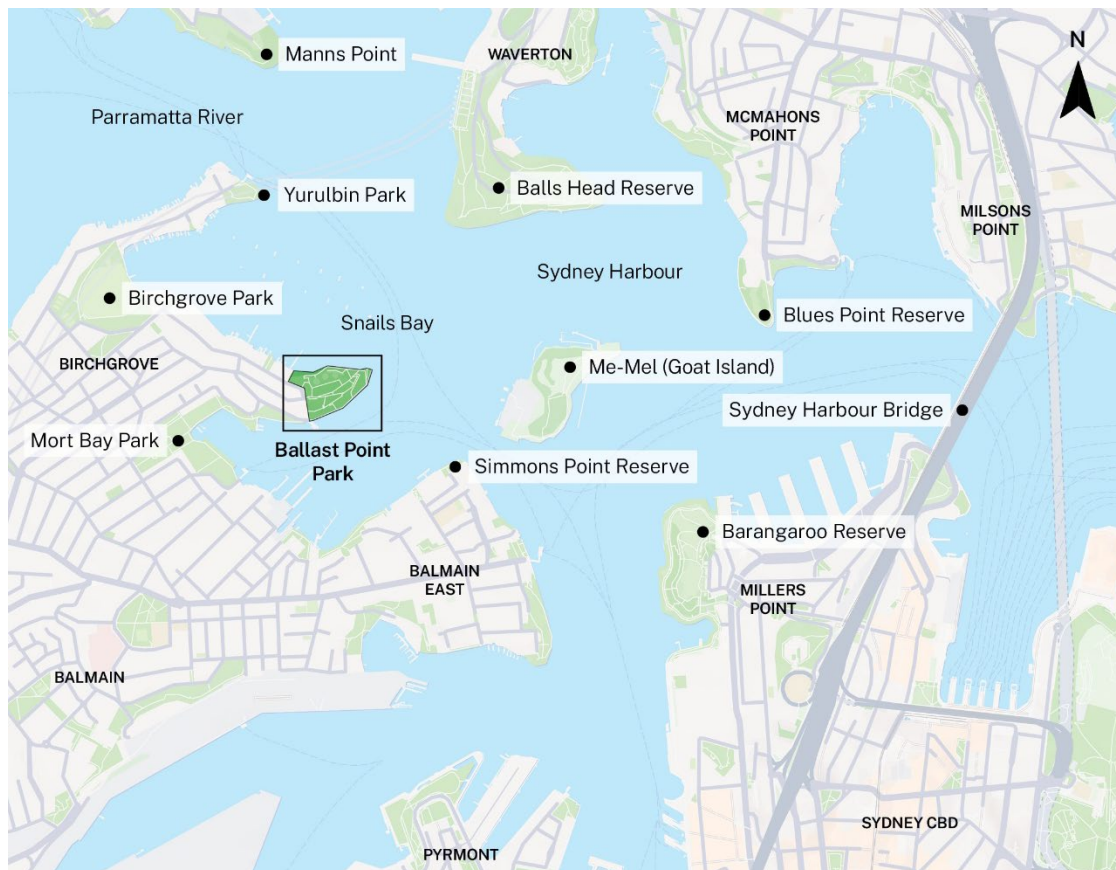 Manns Point
WAVERTON
N
Parramatta River
MCMAHONS
POINT
Yurulbin Park
Balls Head Reserve
MILSONS
POINT
Sydney Harbour
Birchgrove Park
Snails Bay
Blues Point Reserve
BIRCHGROVE
Me-Mel (Goat Island)
Sydney Harbour Bridge
Mort Bay Park
Ballast Point
Park
Simmons Point Reserve
Barangaroo Reserve
BALMAIN
EAST
MILLERS
POINT
BALMAIN
SYDNEY CBD
PYRMONT